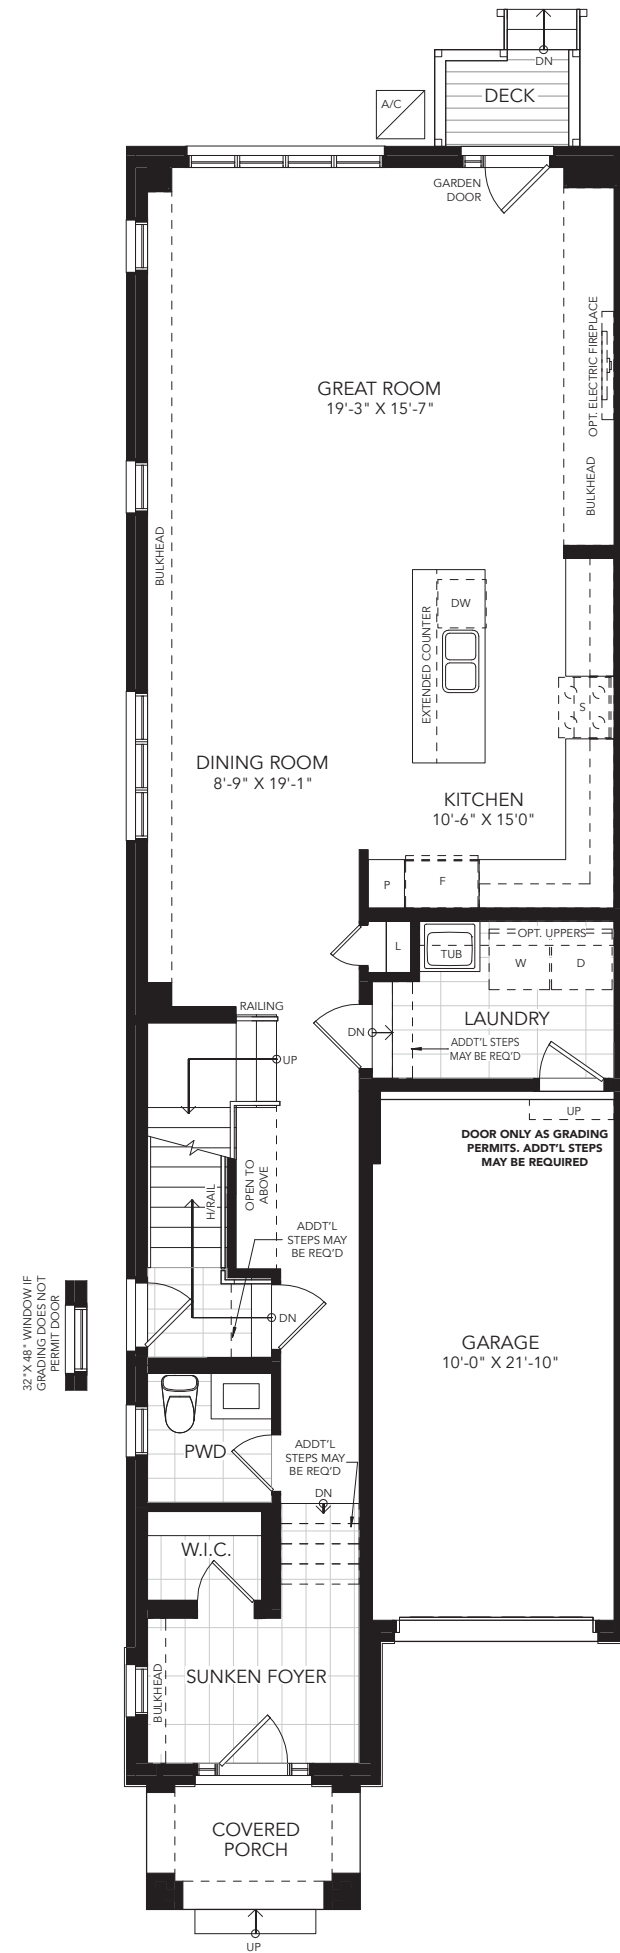 DN
DECK
A/C
GARDEN
DOOR
OPT. ELECTRIC FIREPLACE
GREAT ROOM
19'-3" X 15'-7"
BULKHEAD
BULKHEAD
DW
EXTENDED COUNTER
S
DINING ROOM
8'-9" X 19'-1"
KITCHEN
10'-6" X 15'0"
P
F
L
TUB
OPT. UPPERS
W
D
RAILING
LAUNDRY
DN
ADDT'L STEPS
MAY BE REQ'D
UP
UP
DOOR ONLY AS GRADING
PERMITS. ADDT'L STEPS
MAY BE REQUIRED
H/RAIL
OPEN TO
ABOVE
ADDT'L
STEPS MAY
BE REQ'D
32"X 48" WINDOW IF
GRADING DOES NOT
PERMIT DOOR
DN
GARAGE
10'-0" X 21'-10"
PWD
ADDT'L
STEPS MAY
BE REQ'D
DN
W.I.C.
SUNKEN FOYER
BULKHEAD
COVERED
PORCH
UP